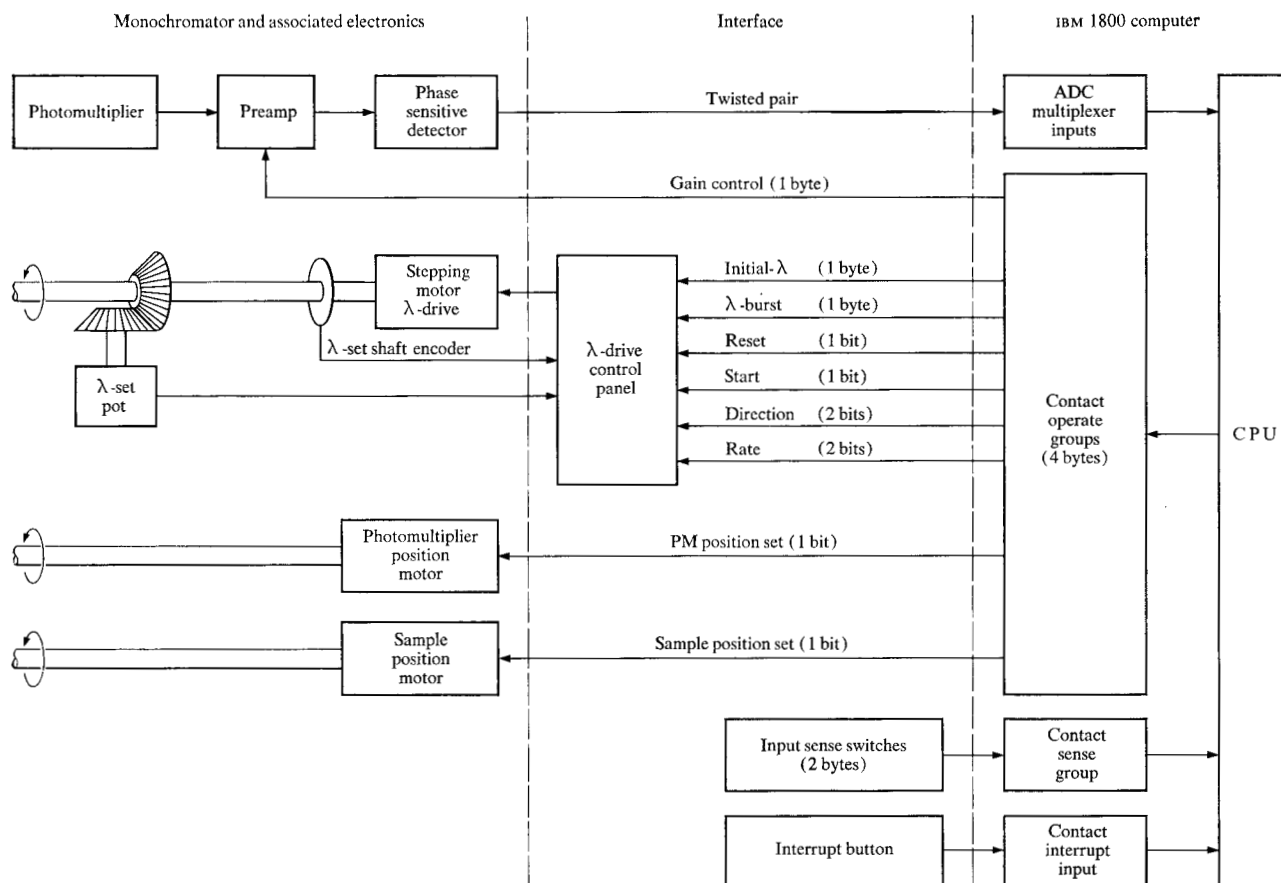 Monochromator and associated electronics
Interface
IBM 1800 computer
Photomultiplier
Preamp
Phase
sensitive
detector
Twisted pair
ADC
multiplexer
inputs
Gain control (1 byte)
Stepping
motor
λ-drive
λ-set shaft encoder
λ-set
pot
λ-drive
control
panel
Initial-λ (1 byte)
λ-burst (1 byte)
Reset (1 bit)
Start (1 bit)
Direction (2 bits)
Rate (2 bits)
Contact
operate
groups
(4 bytes)
CPU
Photomultiplier
position
motor
PM position set (1 bit)
Sample
position
motor
Sample position set (1 bit)
Input sense switches
(2 bytes)
Contact
sense
group
Interrupt button
Contact
interrupt
input